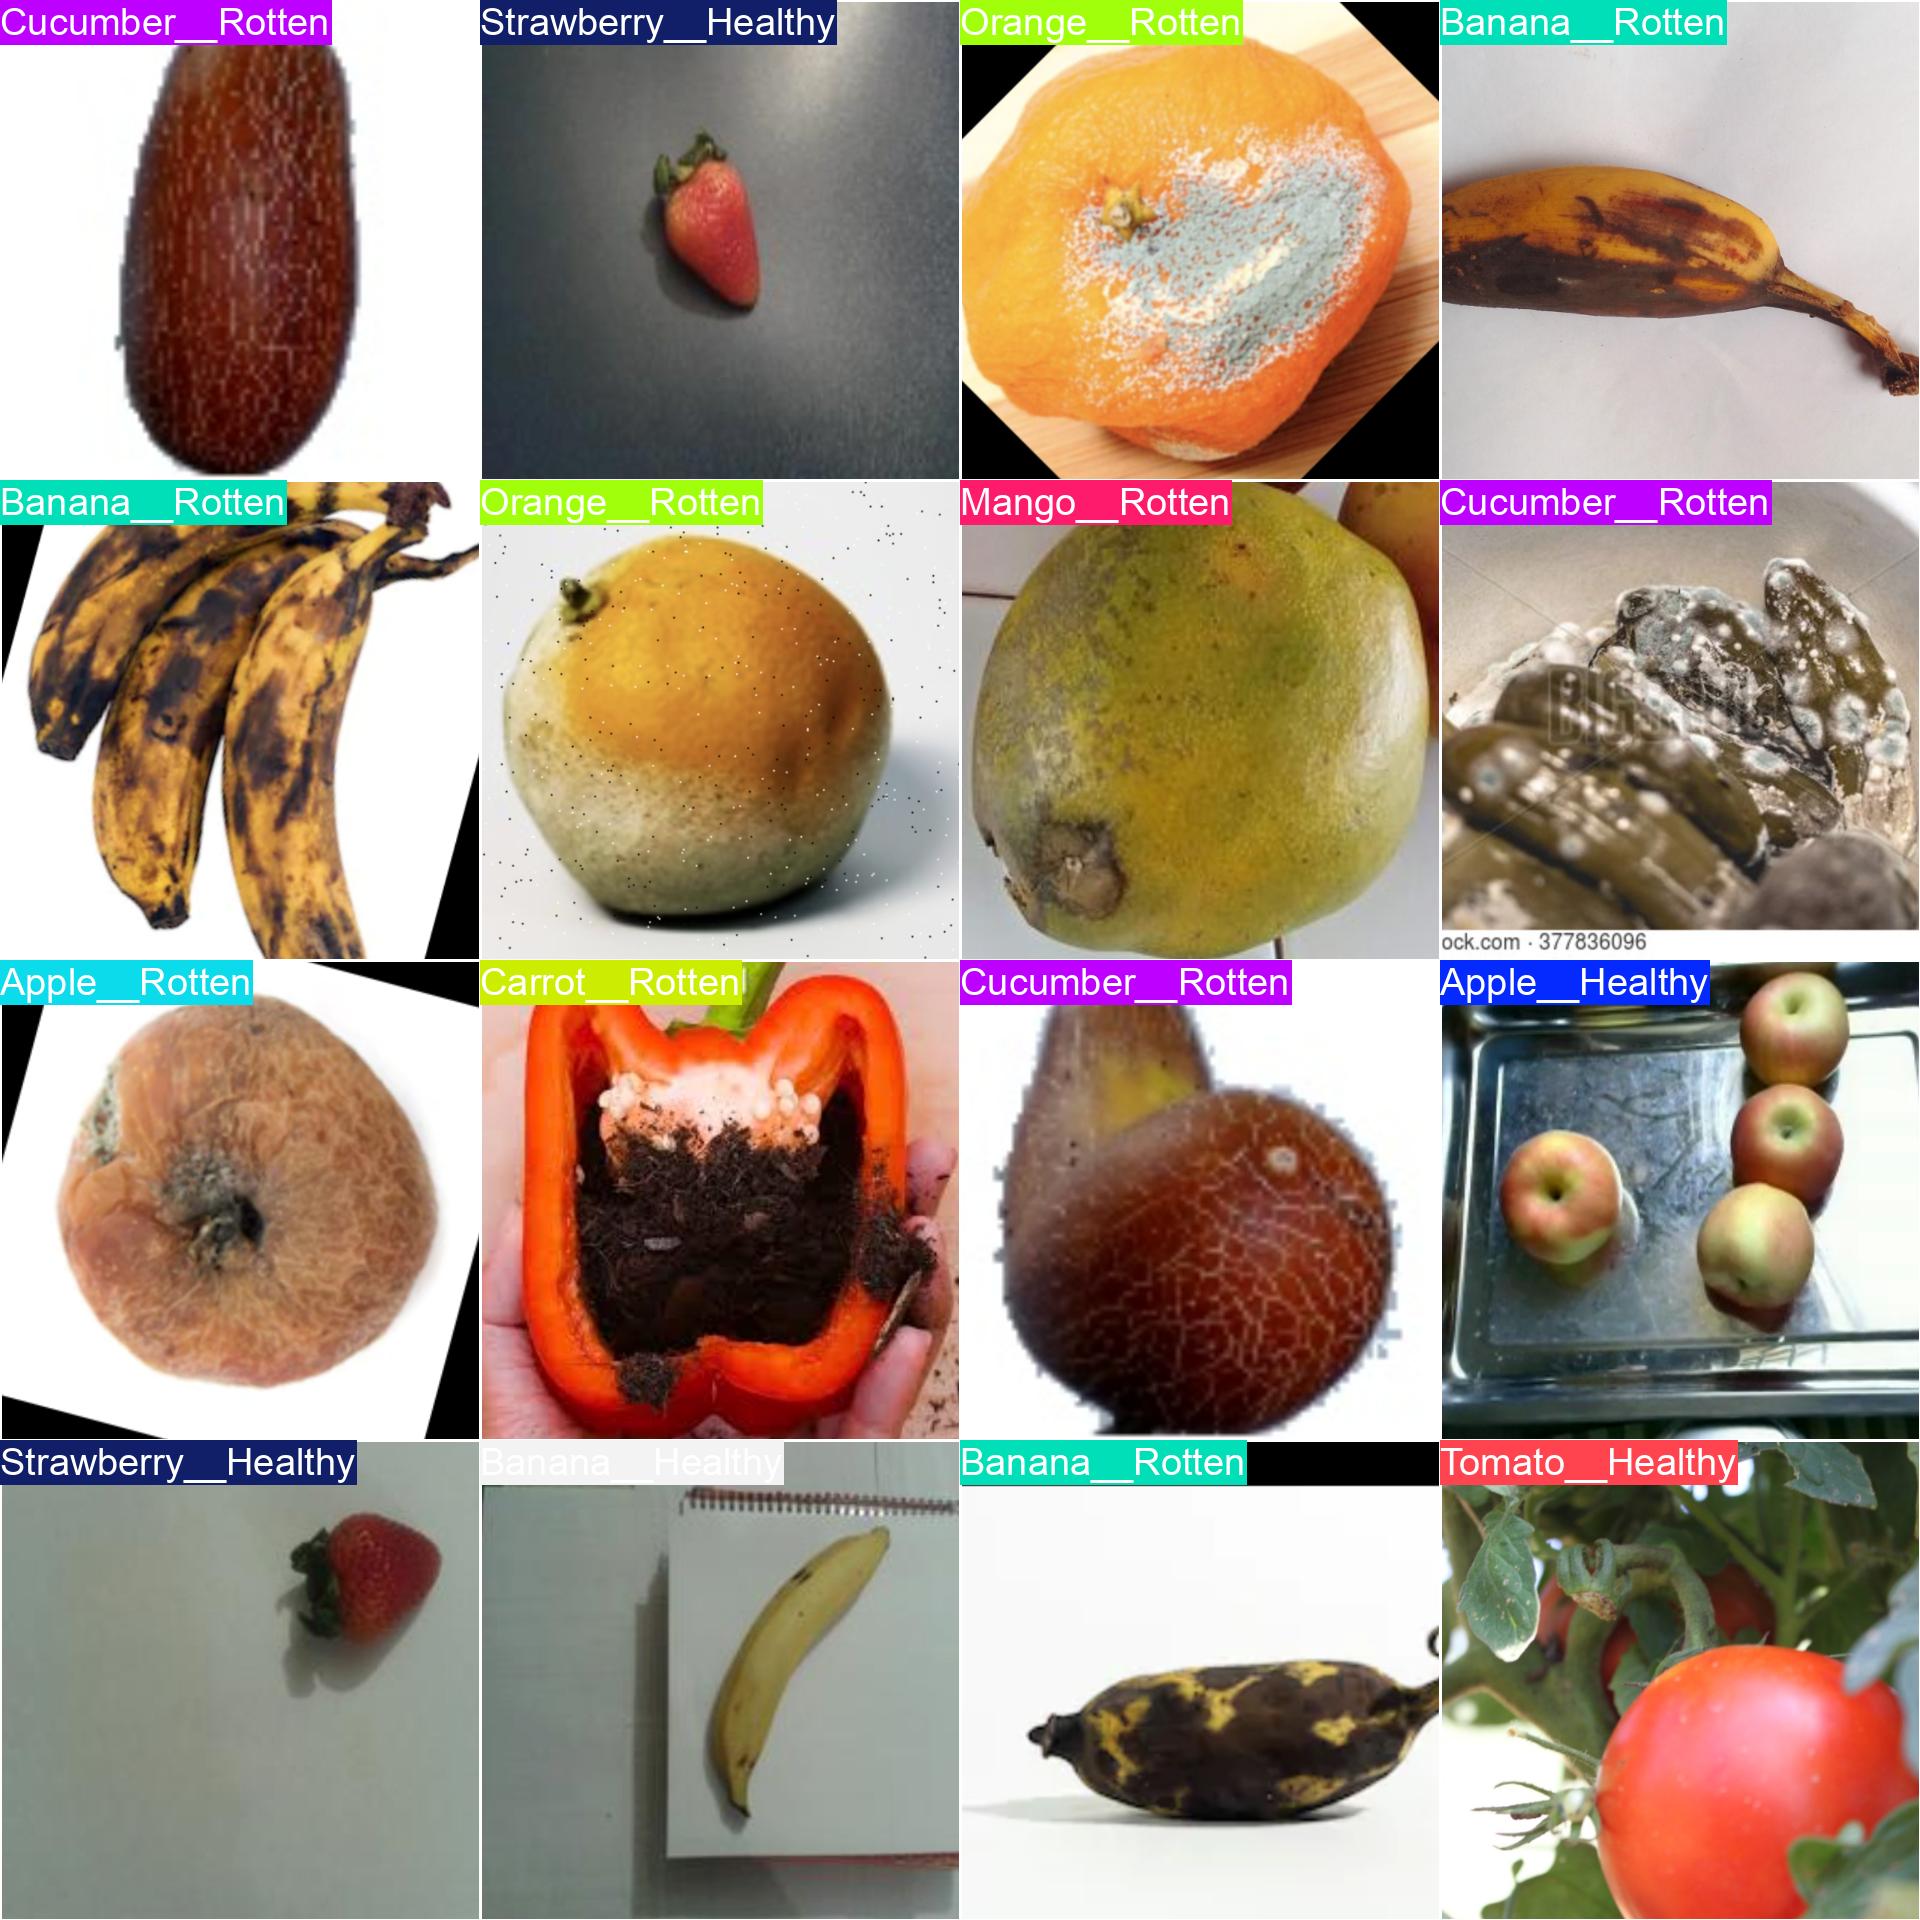 Cucumber__Rotten
Strawberry__Healthy
Orange__Rotten
Banana__Rotten
Banana__Rotten
Orange__Rotten
Mango__Rotten
Cucumber__Rotten
ock.com · 377836096
Apple__Rotten
Carrot__Rotten
Cucumber__Rotten
Apple__Healthy
Strawberry__Healthy
Banana__Healthy
Banana__Rotten
Tomato__Healthy